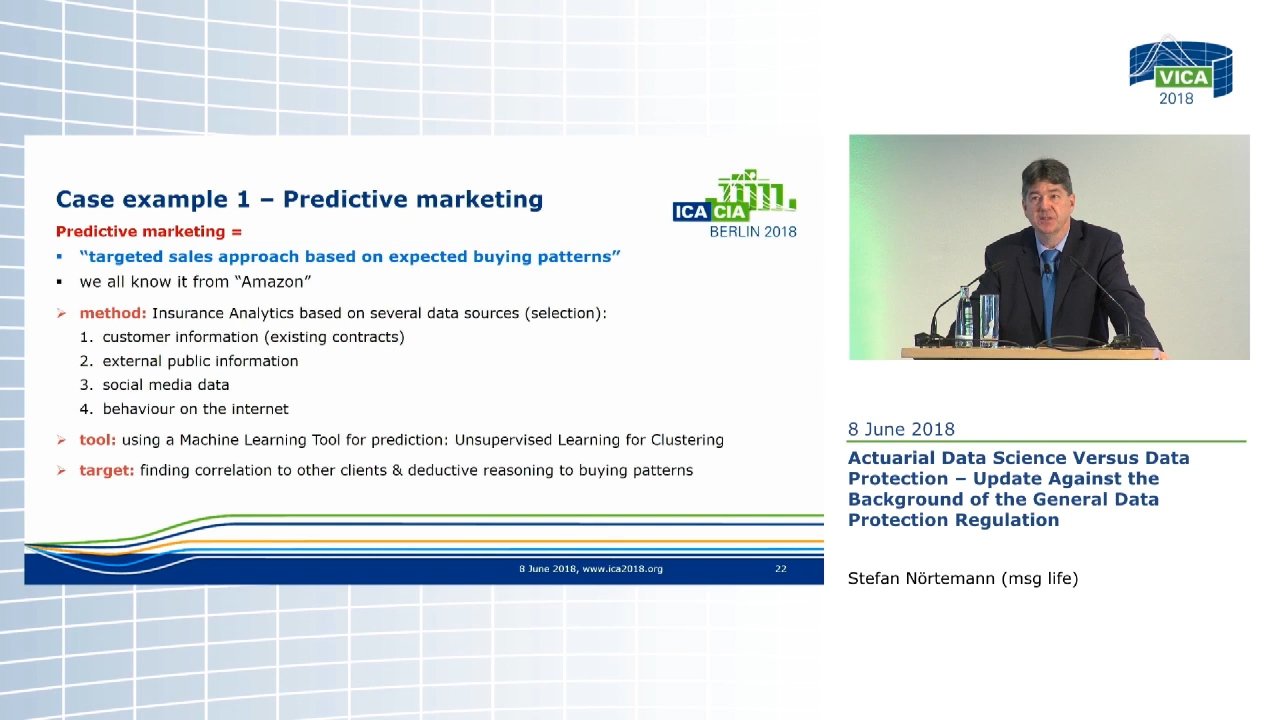 VICA
2018
Case example 1 – Predictive marketing
ICA CIA
BERLIN 2018
Predictive marketing =
▪ “targeted sales approach based on expected buying patterns”
▪ we all know it from “Amazon”
➢ method: Insurance Analytics based on several data sources (selection):
1. customer information (existing contracts)
2. external public information
3. social media data
4. behaviour on the internet
➢ tool: using a Machine Learning Tool for prediction: Unsupervised Learning for Clustering
➢ target: finding correlation to other clients & deductive reasoning to buying patterns
8 June 2018, www.ica2018.org
22
8 June 2018
Actuarial Data Science Versus Data
Protection – Update Against the
Background of the General Data
Protection Regulation
Stefan Nörtemann (msg life)